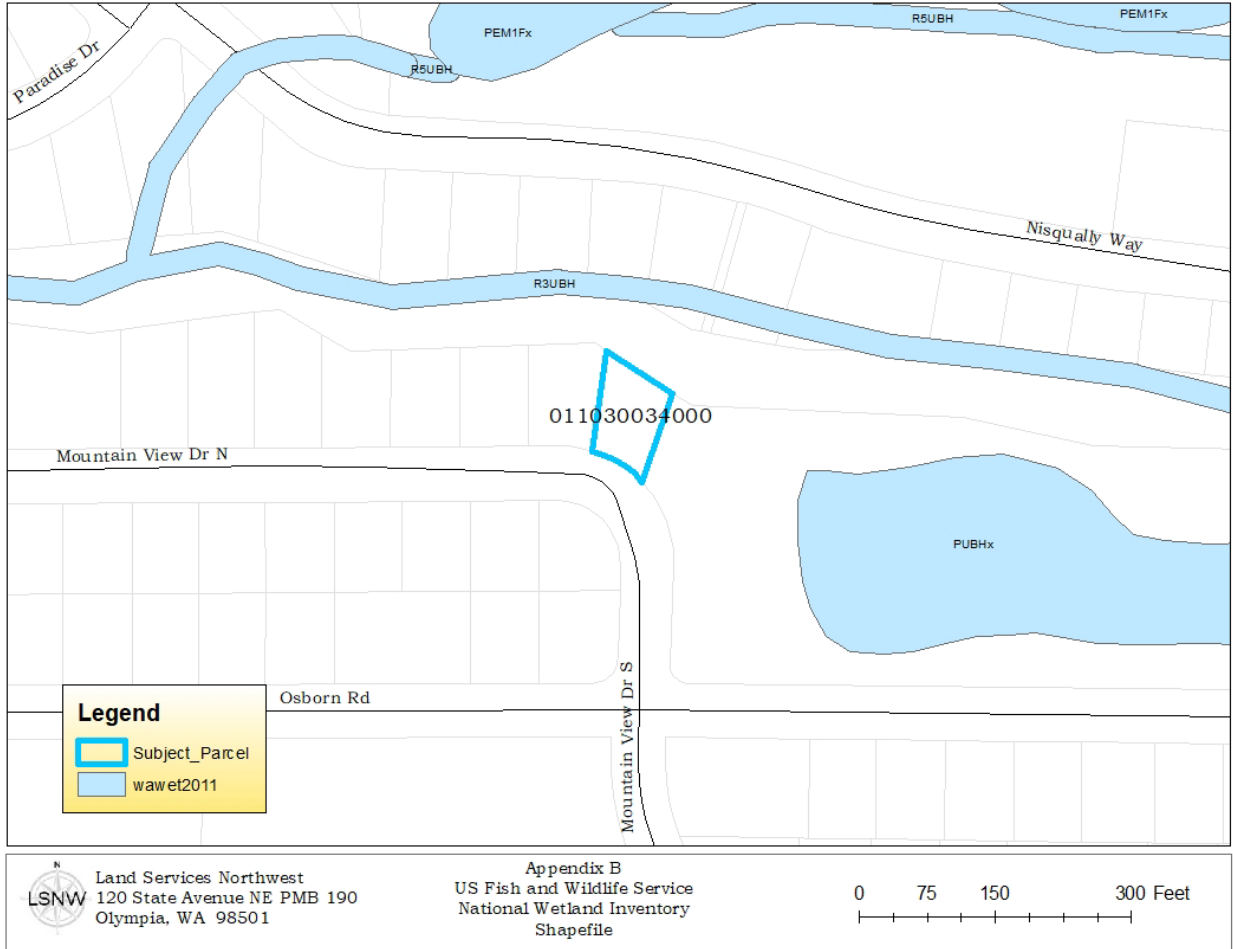 PEM1Fx
R5UBH
PEM1Fx
Paradise Dr
R5UBH
Nisqually Way
R3UBH
011030034000
Mountain View Dr N
PUBHx
Mountain View Dr S
Osborn Rd
Legend
Subject_Parcel
wawet2011
N
LSNW
Land Services Northwest
120 State Avenue NE PMB 190
Olympia, WA 98501
Appendix B
US Fish and Wildlife Service
National Wetland Inventory
Shapefile
0 75 150 300 Feet